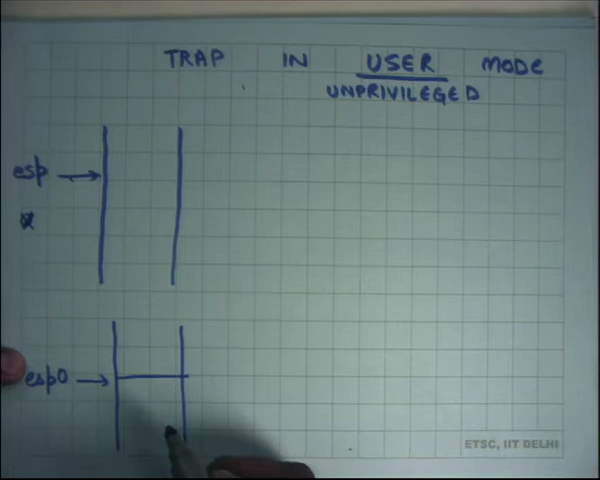 TRAP IN USER MODE
UNPRIVILEGED
esp
esp0
ETSC, IIT DELHI